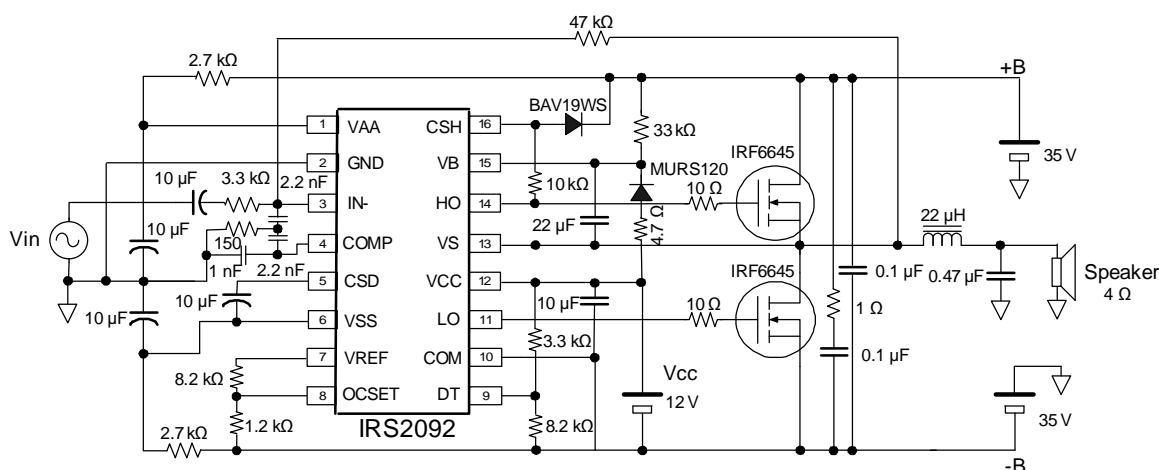 47 kΩ
2.7 kΩ
+B
BAV19WS
1 VAA CSH 16
33 kΩ
IRF6645
2 GND VB 15
MURS120
35 V
10 µF 3.3 kΩ 2.2 nF
10 kΩ
10 Ω
3 IN- HO 14
22 µF
4.7 Ω
22 µH
10 µF
Vin
150
4 COMP VS 13
1 nF 2.2 nF
IRF6645
0.1 µF
0.47 µF
Speaker
4 Ω
5 CSD VCC 12
10 µF
10 µF
10 Ω
10 µF
1 Ω
6 VSS LO 11
3.3 kΩ
0.1 µF
7 VREF COM 10
8.2 kΩ
Vcc
12 V
8 OCSET DT 9
35 V
1.2 kΩ
IRS2092
8.2 kΩ
2.7 kΩ
-B